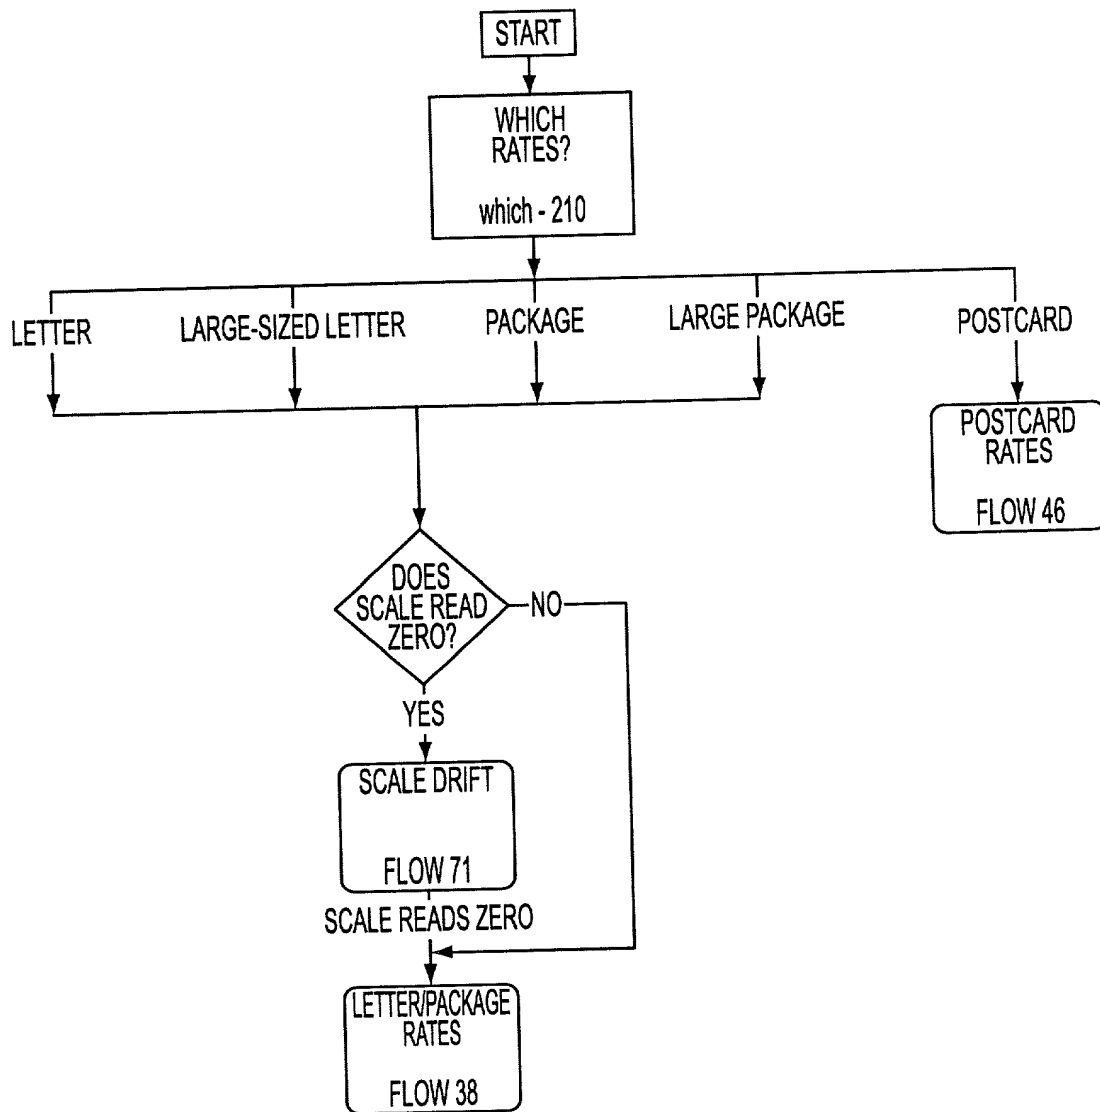 START
WHICH
RATES?
which - 210
LETTER
LARGE-SIZED LETTER
PACKAGE
LARGE PACKAGE
POSTCARD
POSTCARD
RATES
FLOW 46
DOES
SCALE READ
ZERO?
NO
YES
SCALE DRIFT
FLOW 71
SCALE READS ZERO
LETTER/PACKAGE
RATES
FLOW 38